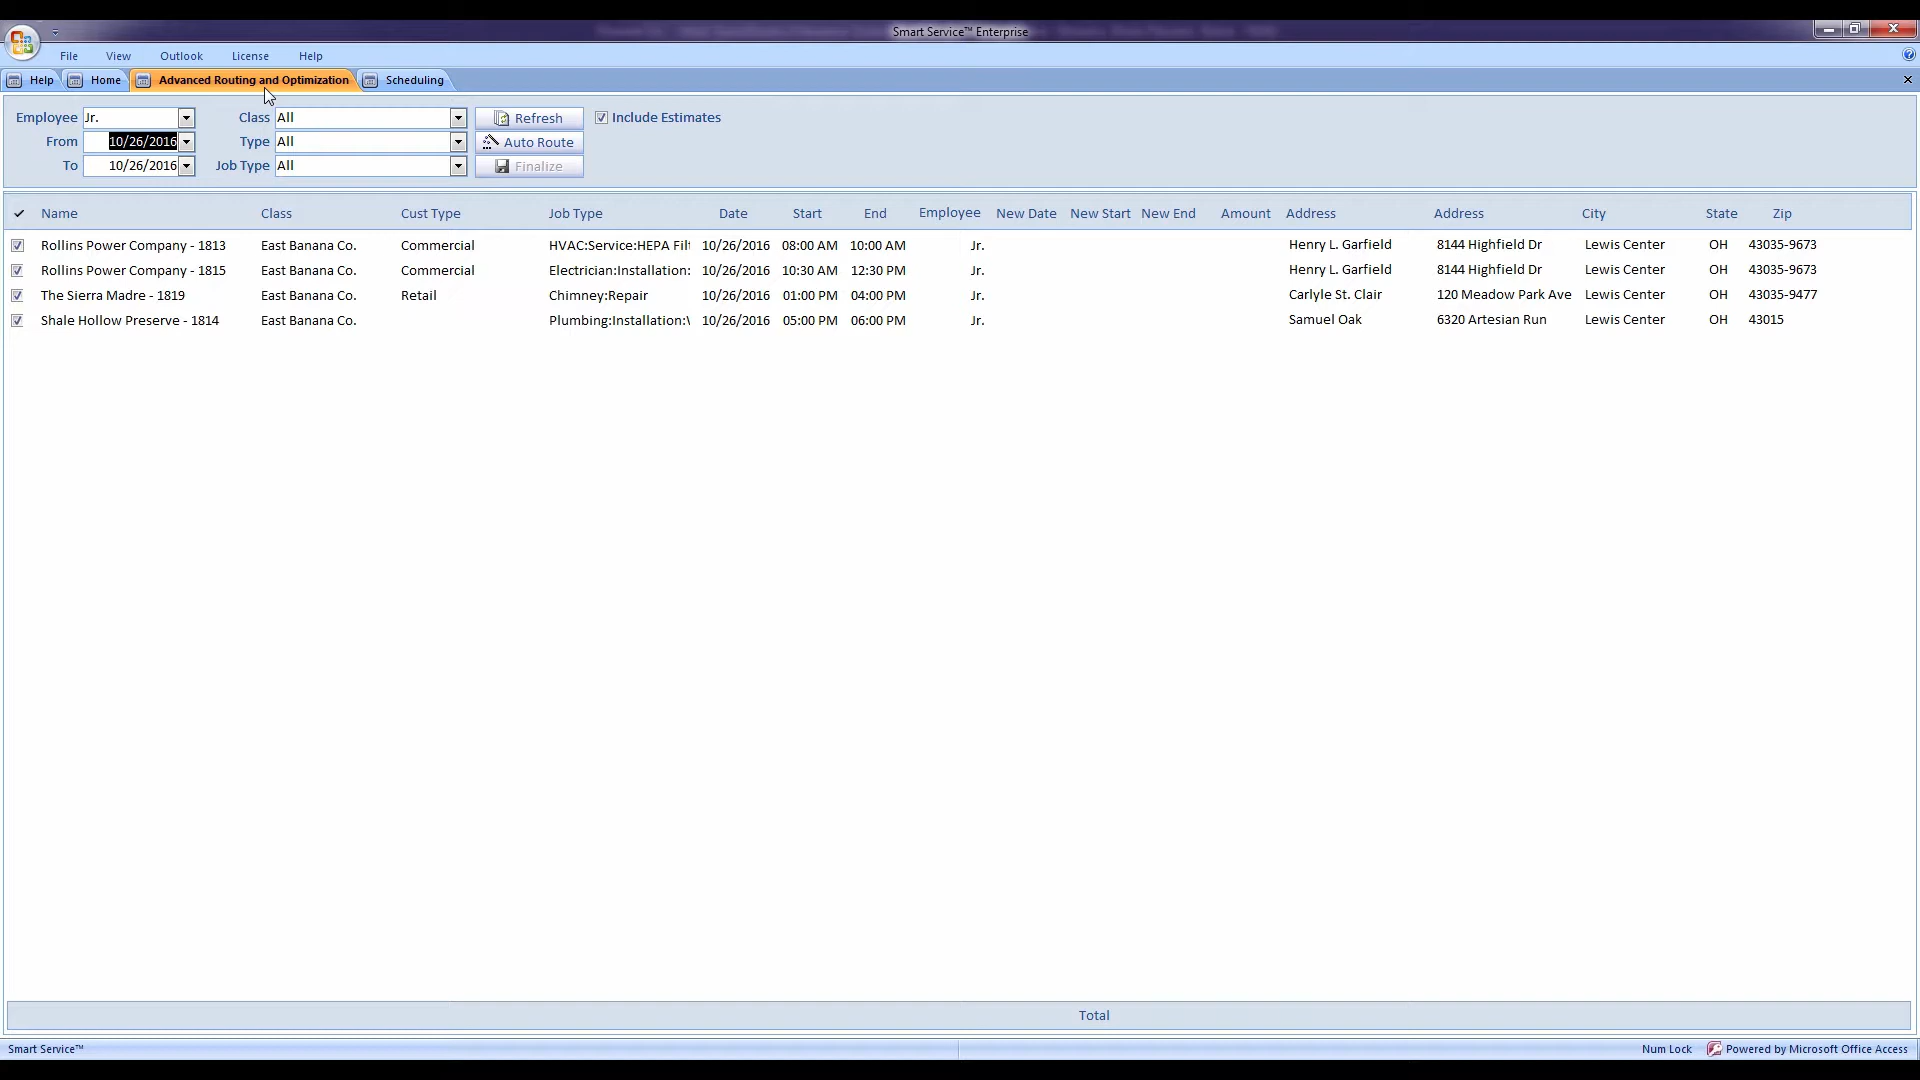 Smart Service™ Enterprise
File View Outlook License Help
Help Home Advanced Routing and Optimization Scheduling
Employee Jr. Class All Refresh Include Estimates
From 10/26/2016 Type All Auto Route
To 10/26/2016 Job Type All Finalize
Name Class Cust Type Job Type Date Start End Employee New Date New Start New End Amount Address Address City State Zip
Rollins Power Company - 1813 East Banana Co. Commercial HVAC:Service:HEPA Filt 10/26/2016 08:00 AM 10:00 AM Jr. Henry L. Garfield 8144 Highfield Dr Lewis Center OH 43035-9673
Rollins Power Company - 1815 East Banana Co. Commercial Electrician:Installation: 10/26/2016 10:30 AM 12:30 PM Jr. Henry L. Garfield 8144 Highfield Dr Lewis Center OH 43035-9673
The Sierra Madre - 1819 East Banana Co. Retail Chimney:Repair 10/26/2016 01:00 PM 04:00 PM Jr. Carlyle St. Clair 120 Meadow Park Ave Lewis Center OH 43035-9477
Shale Hollow Preserve - 1814 East Banana Co. Plumbing:Installation: 10/26/2016 05:00 PM 06:00 PM Jr. Samuel Oak 6320 Artesian Run Lewis Center OH 43015
Total
Smart Service™ Num Lock Powered by Microsoft Office Access